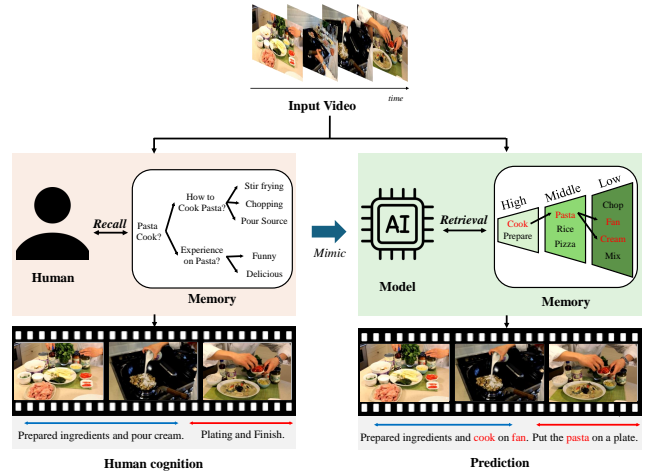 time
Input Video
Human
Recall
Pasta
Cook?
How to
Cook Pasta?
Stir frying
Chopping
Pour Source
Experience
on Pasta?
Funny
Delicious
Memory
Mimic
AI
Model
Retrieval
High
Cook
Prepare
Middle
Pasta
Rice
Pizza
Low
Chop
Fan
Cream
Mix
Memory
Prepared ingredients and pour cream.
Plating and Finish.
Human cognition
Prepared ingredients and cook on fan.
Put the pasta on a plate.
Prediction